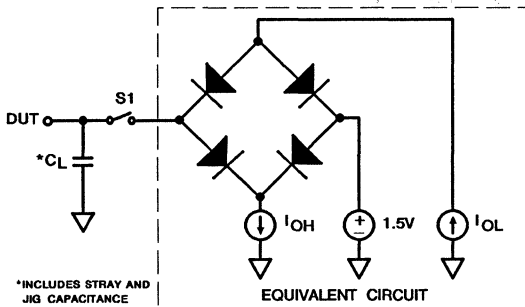 S1
DUT
*CL
+
−
IOH
1.5V
IOL
*INCLUDES STRAY AND
JIG CAPACITANCE
EQUIVALENT CIRCUIT